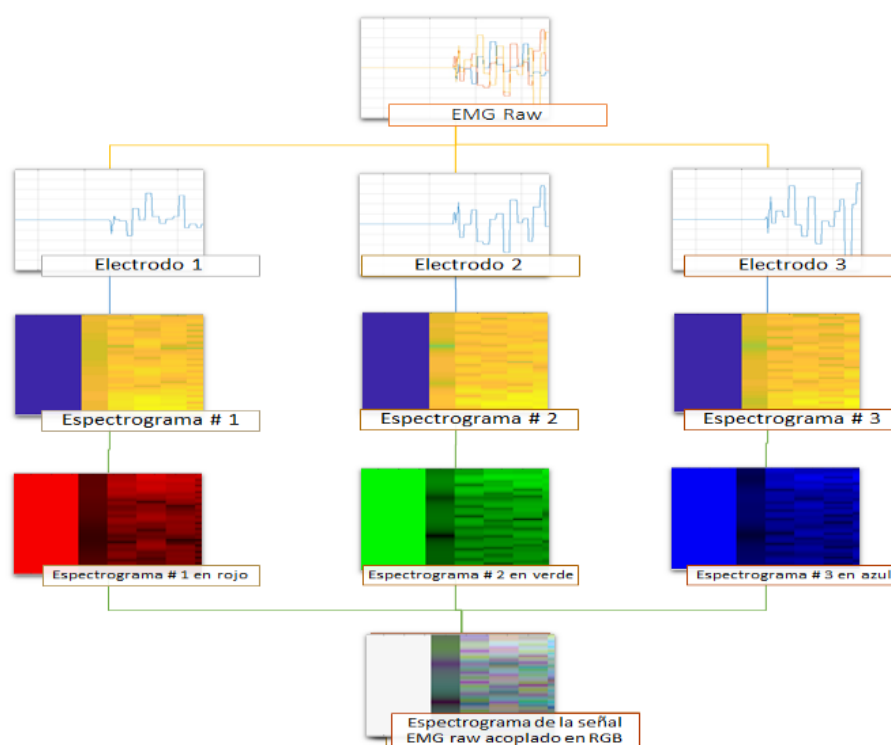 EMG Raw
Electrodo 1
Electrodo 2
Electrodo 3
Espectrograma # 1
Espectrograma # 2
Espectrograma # 3
Espectrograma # 1 en rojo
Espectrograma # 2 en verde
Espectrograma # 3 en azul
Espectrograma de la señal
EMG raw acoplado en RGB